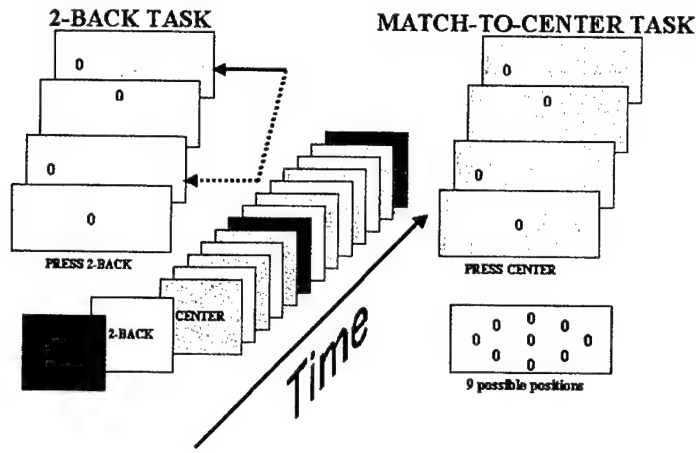 2-BACK TASK
0
0
0
0
PRESS 2-BACK
2-BACK
CENTER
Time
MATCH-TO-CENTER TASK
0
0
0
0
PRESS CENTER
0
0 0
0 0 0
0 0
0
9 possible positions